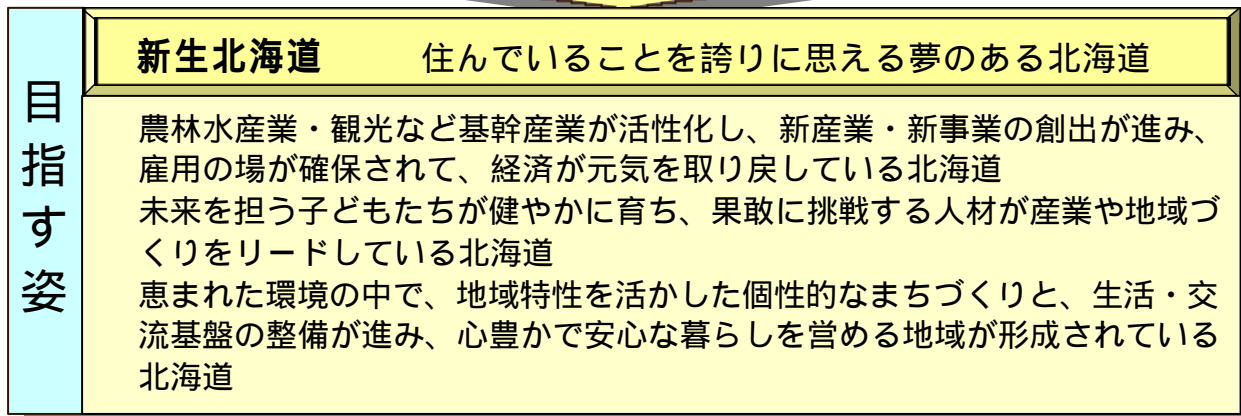 目指す姿
新生北海道　　住んでいることを誇りに思える夢のある北海道
農林水産業・観光など基幹産業が活性化し、新産業・新事業の創出が進み、
雇用の場が確保されて、経済が元気を取り戻している北海道
未来を担う子どもたちが健やかに育ち、果敢に挑戦する人材が産業や地域づ
くりをリードしている北海道
恵まれた環境の中で、地域特性を活かした個性的なまちづくりと、生活・交
流基盤の整備が進み、心豊かで安心な暮らしを営める地域が形成されている
北海道